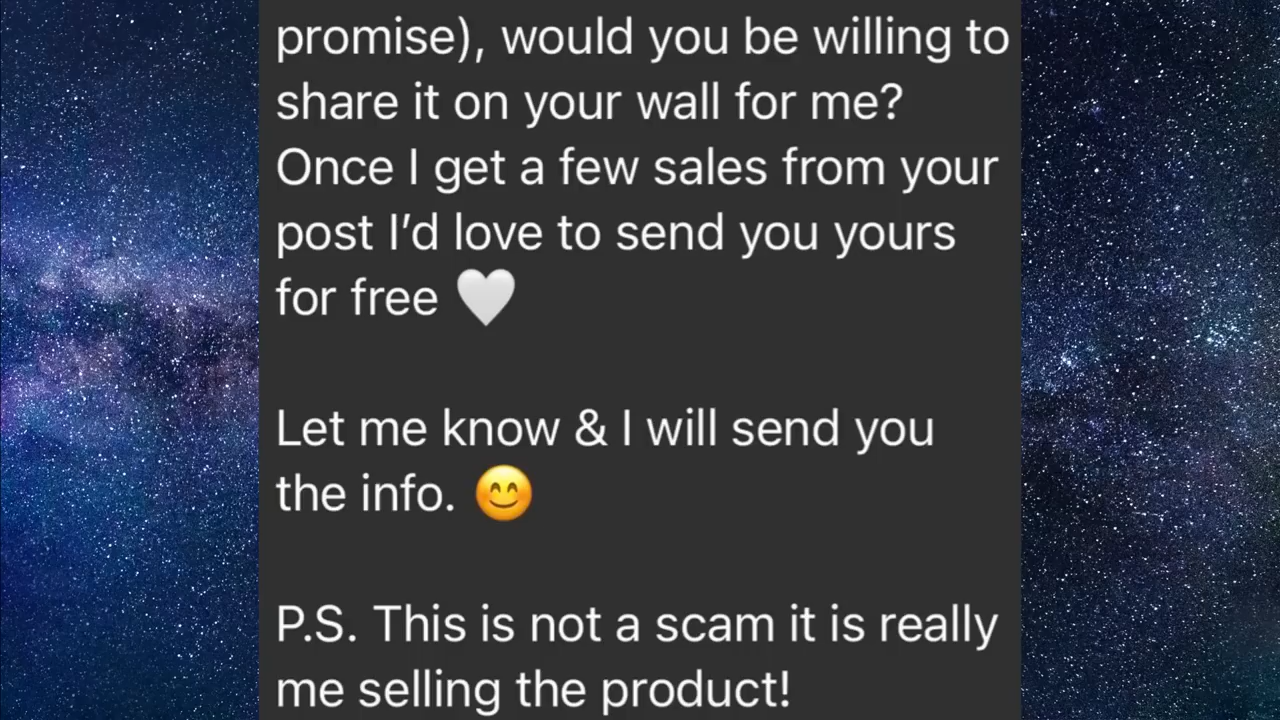 promise), would you be willing to
share it on your wall for me?
Once I get a few sales from your
post I’d love to send you yours
for free 🤍
Let me know & I will send you
the info. 😊
P.S. This is not a scam it is really
me selling the product!